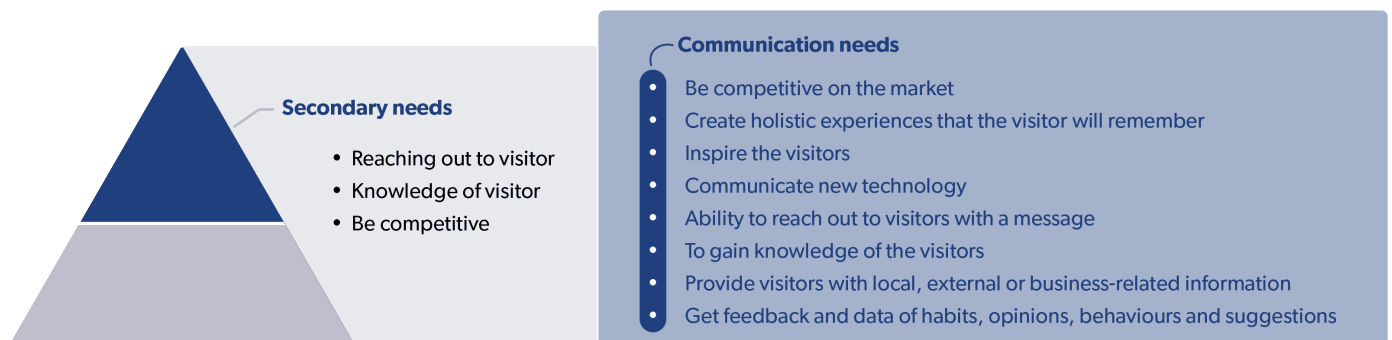 Secondary needs
• Reaching out to visitor
• Knowledge of visitor
• Be competitive
Communication needs
• Be competitive on the market
• Create holistic experiences that the visitor will remember
• Inspire the visitors
• Communicate new technology
• Ability to reach out to visitors with a message
• To gain knowledge of the visitors
• Provide visitors with local, external or business-related information
• Get feedback and data of habits, opinions, behaviours and suggestions